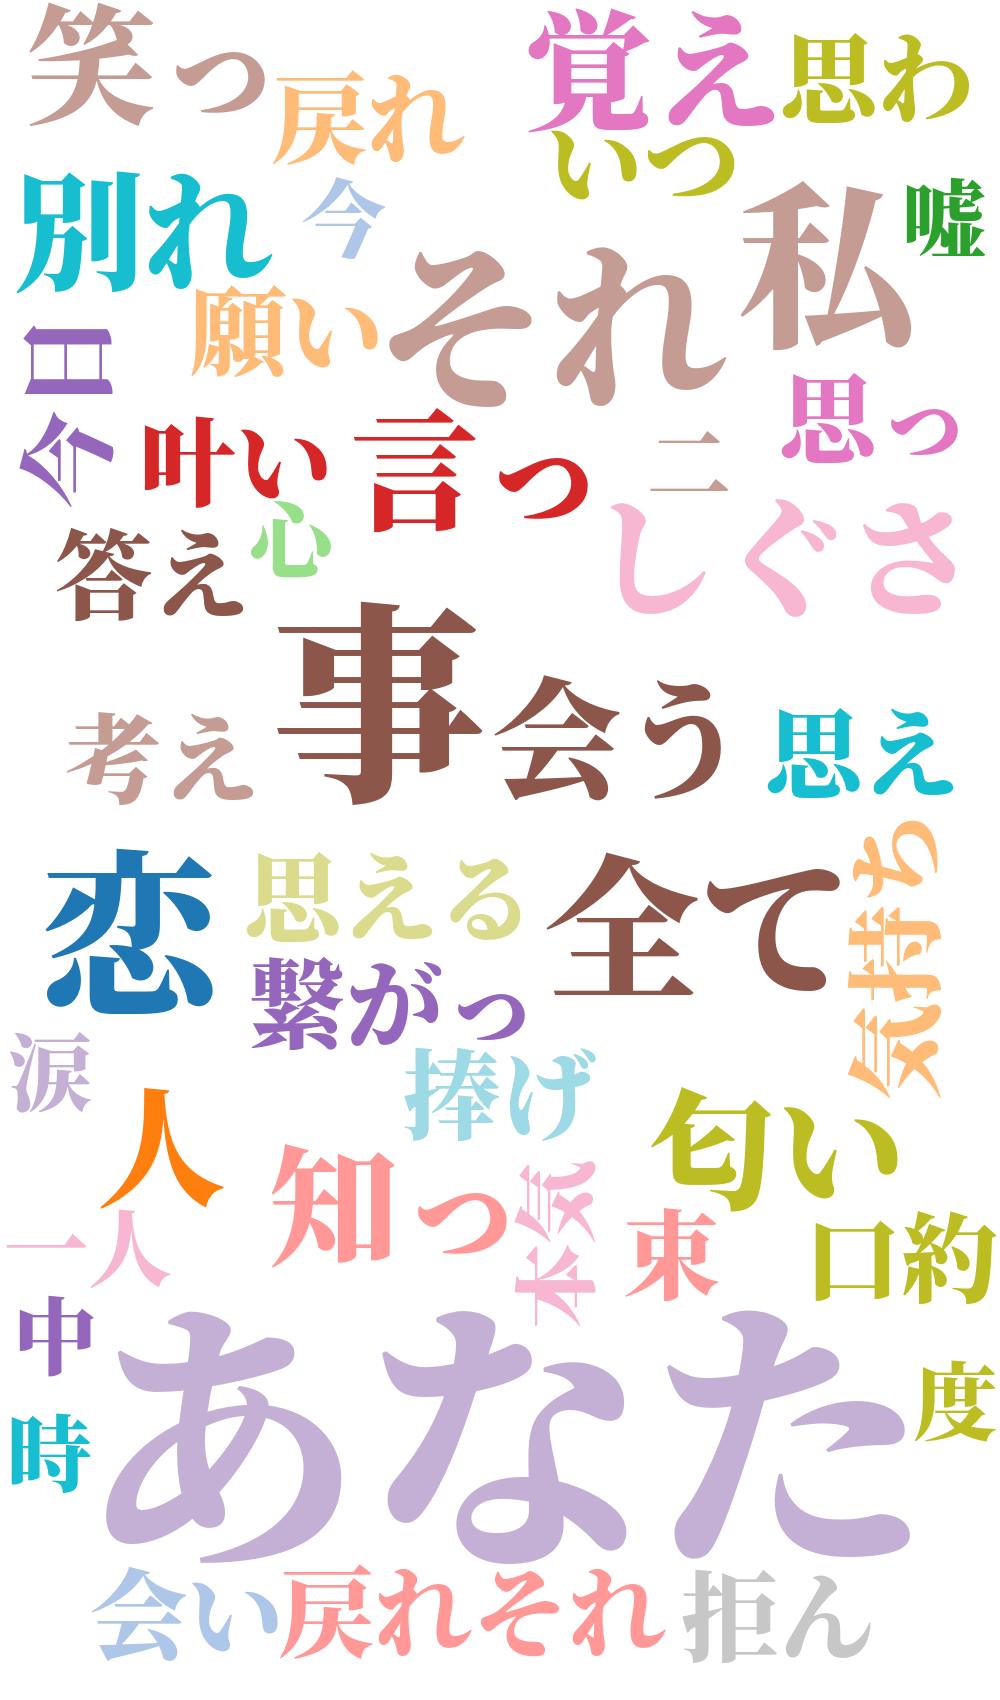 笑っ
戻れ
覚え
思わ
いつ
別れ
今
私
嘘
それ
願い
今日
思っ
叶い
言っ
二
心
しぐさ
答え
事
会う
考え
思え
恋
思える
全て
気持ち
繋がっ
涙
捧げ
人
匂い
知っ
本気
一人
束
口約
中
あなた
度
時
会い
戻れ
それ
拒ん